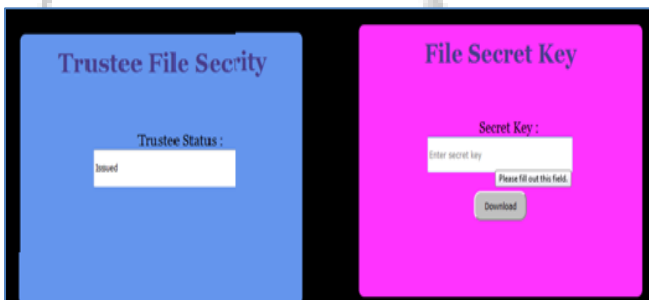 Trustee File Secrity
Trustee Status :
Issued
File Secret Key
Secret Key :
Enter secret key
Please fill out this field.
Download